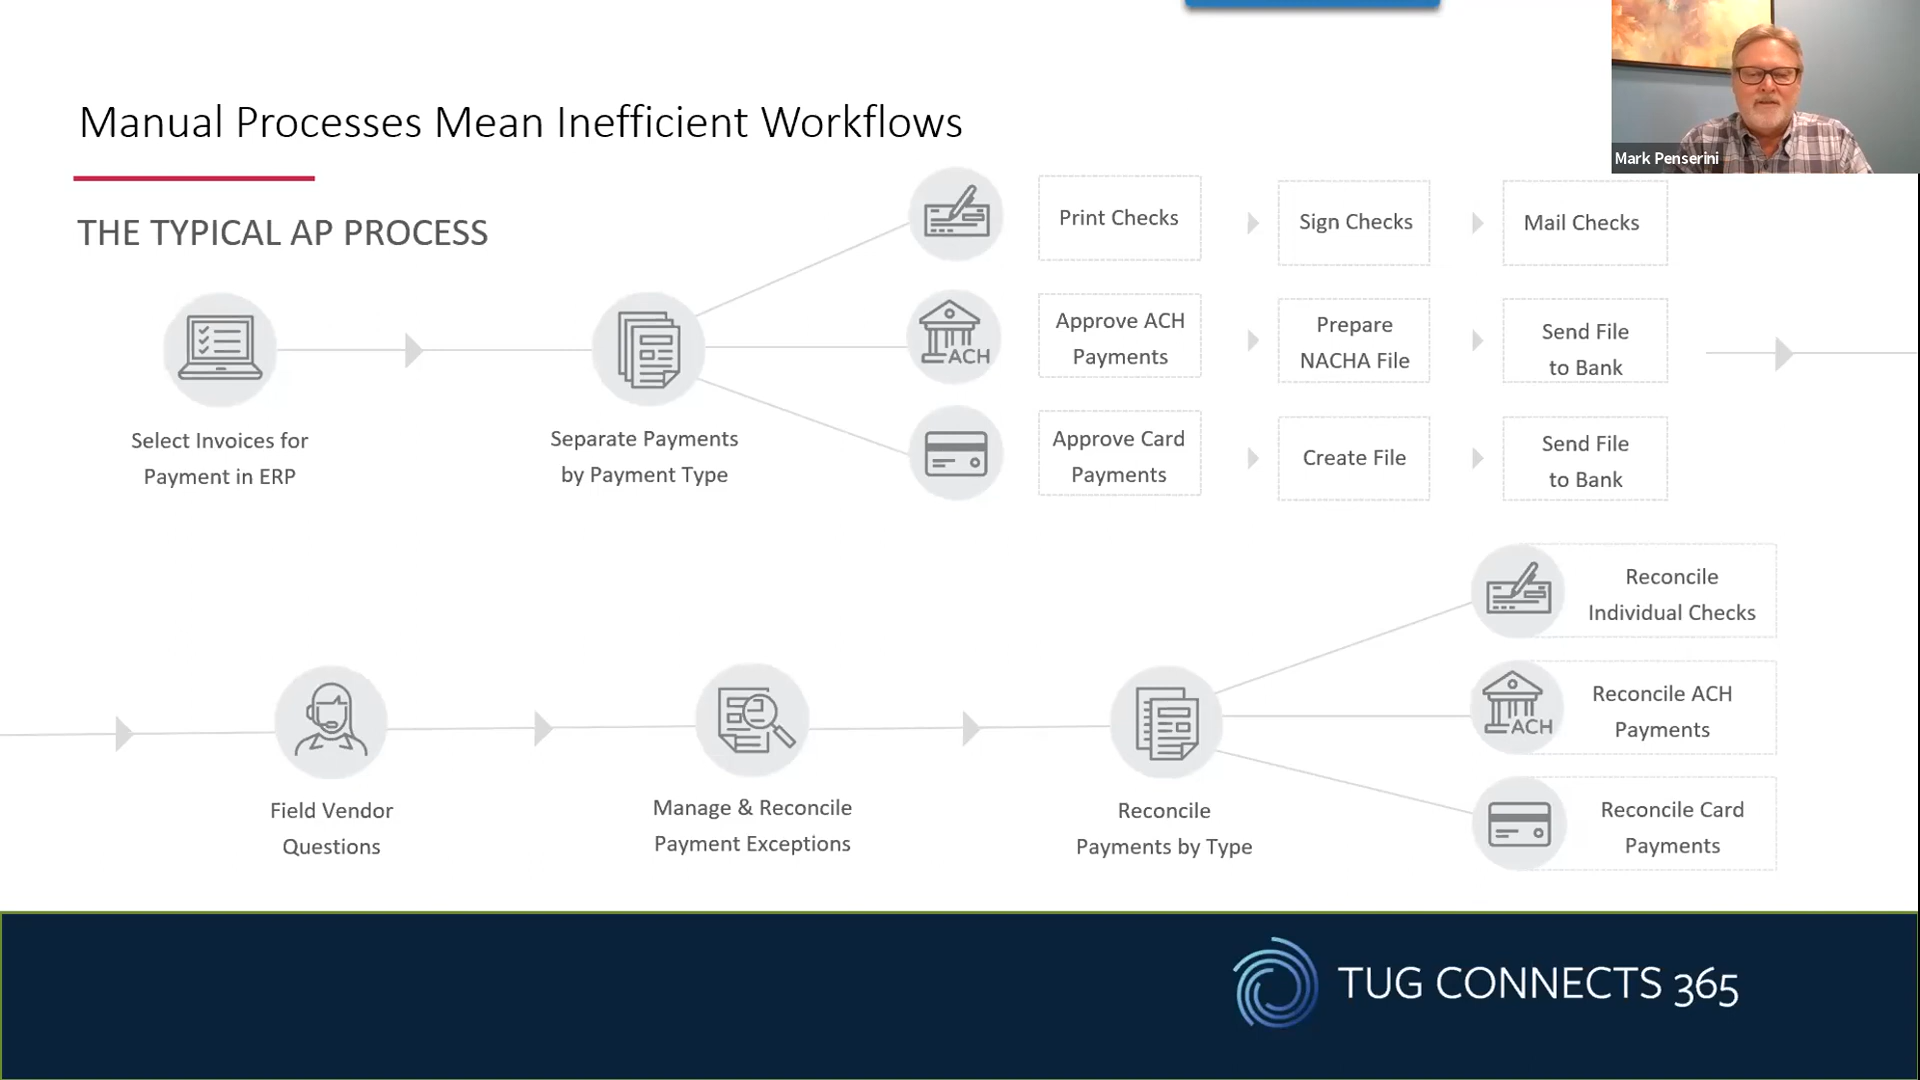 Manual Processes Mean Inefficient Workflows
Mark Penserini
THE TYPICAL AP PROCESS
Select Invoices for
Payment in ERP
Separate Payments
by Payment Type
Print Checks
Sign Checks
Mail Checks
ACH
Approve ACH
Payments
Prepare
NACHA File
Send File
to Bank
Approve Card
Payments
Create File
Send File
to Bank
Field Vendor
Questions
Manage & Reconcile
Payment Exceptions
Reconcile
Payments by Type
Reconcile
Individual Checks
ACH
Reconcile ACH
Payments
Reconcile Card
Payments
TUG CONNECTS 365